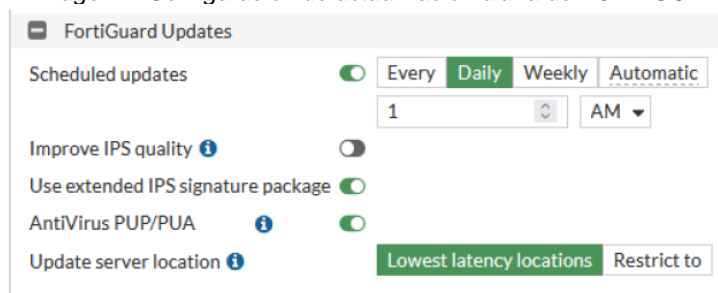 FortiGuard Updates
Scheduled updates Every Daily Weekly Automatic
1 AM
Improve IPS quality
Use extended IPS signature package
AntiVirus PUP/PUA
Update server location Lowest latency locations Restrict to